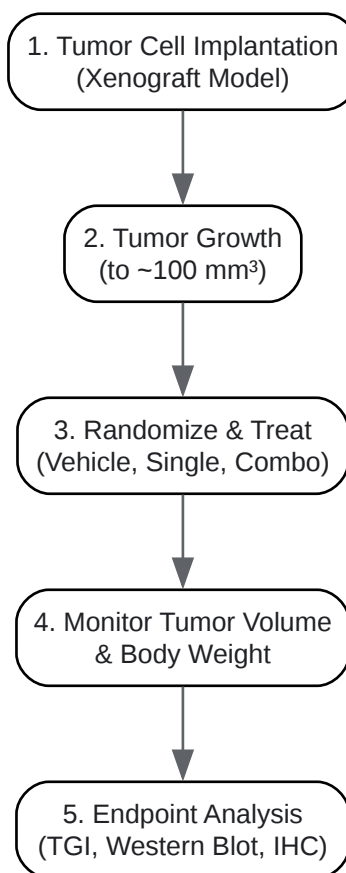 1. Tumor Cell Implantation
(Xenograft Model)
2. Tumor Growth
(to ~100 mm³)
3. Randomize & Treat
(Vehicle, Single, Combo)
4. Monitor Tumor Volume
& Body Weight
5. Endpoint Analysis
(TGI, Western Blot, IHC)